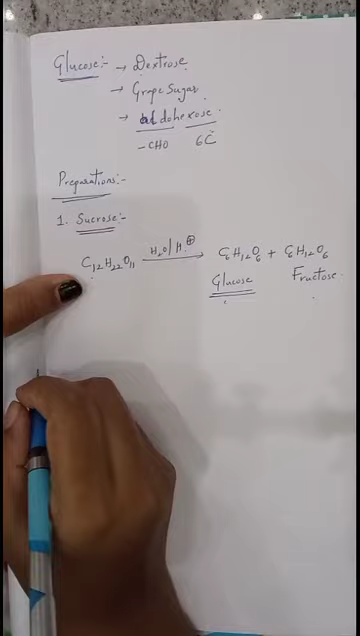 Glucose:- → Dextrose
→ Grape Sugar
→ aldohexose.
-CHO 6C
Preparations:-
1. Sucrose:-
C₁₂H₂₂O₁₁ H₂O/H⊕ → C₆H₁₂O₆ + C₆H₁₂O₆
Glucose Fructose.